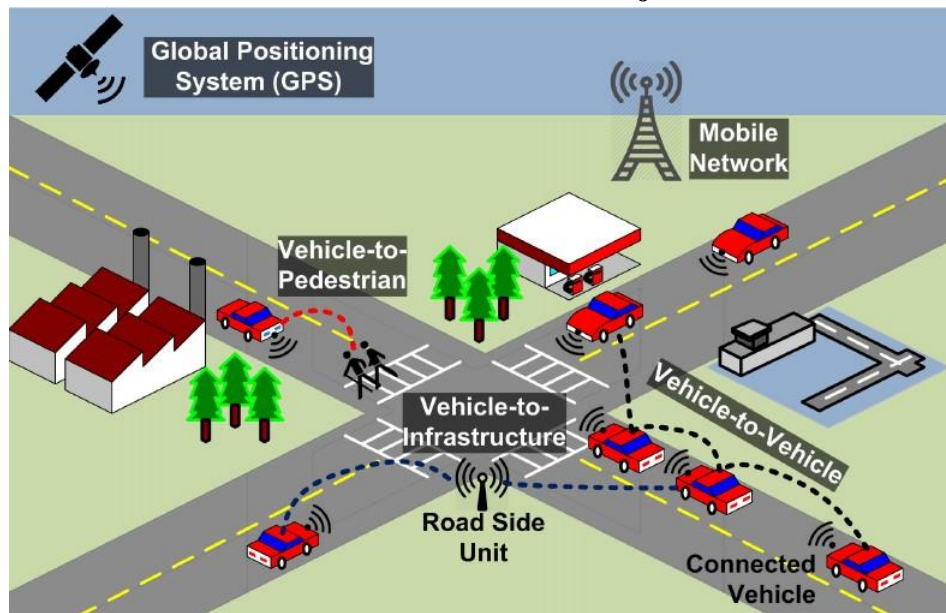 Global Positioning
System (GPS)
Mobile
Network
Vehicle-to-
Pedestrian
Vehicle-to-
Infrastructure
Vehicle-to-Vehicle
Road Side
Unit
Connected
Vehicle